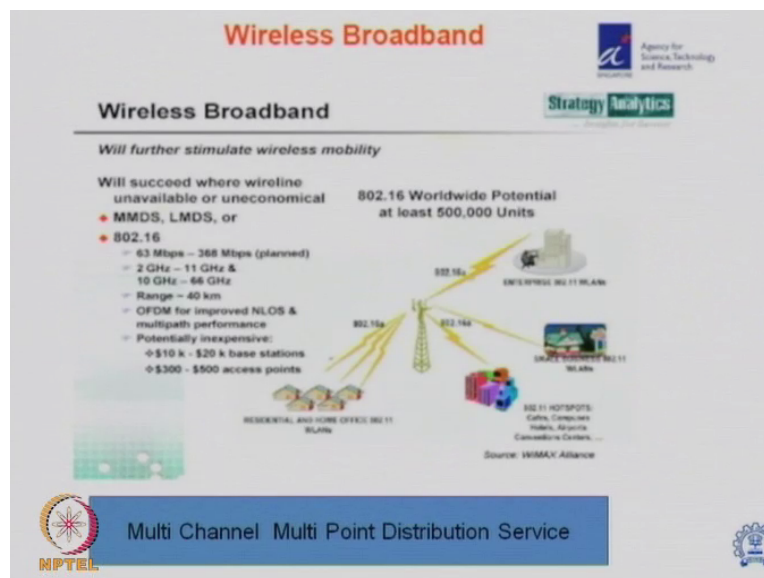 Wireless Broadband
Agency for
Science, Technology
and Research
SINGAPORE
Wireless Broadband
Strategy Analytics
Will further stimulate wireless mobility
Will succeed where wireline
unavailable or uneconomical
MMDS, LMDS, or
802.16
63 Mbps – 368 Mbps (planned)
2 GHz – 11 GHz &
10 GHz – 66 GHz
Range ~ 40 km
OFDM for improved NLOS &
multipath performance
Potentially inexpensive:
$10 k - $20 k base stations
$300 - $500 access points
802.16 Worldwide Potential
at least 500,000 Units
802.16a
ENTERPRISE 802.11 WLANs
802.16a
802.16a
SMALL BUSINESS 802.11
WLANs
RESIDENTIAL AND HOME OFFICE 802.11
WLANs
802.11 HOTSPOTS:
Cafes, Campuses
Hotels, Airports
Conventions Centers, ...
Source: WiMAX Alliance
Multi Channel Multi Point Distribution Service
NPTEL